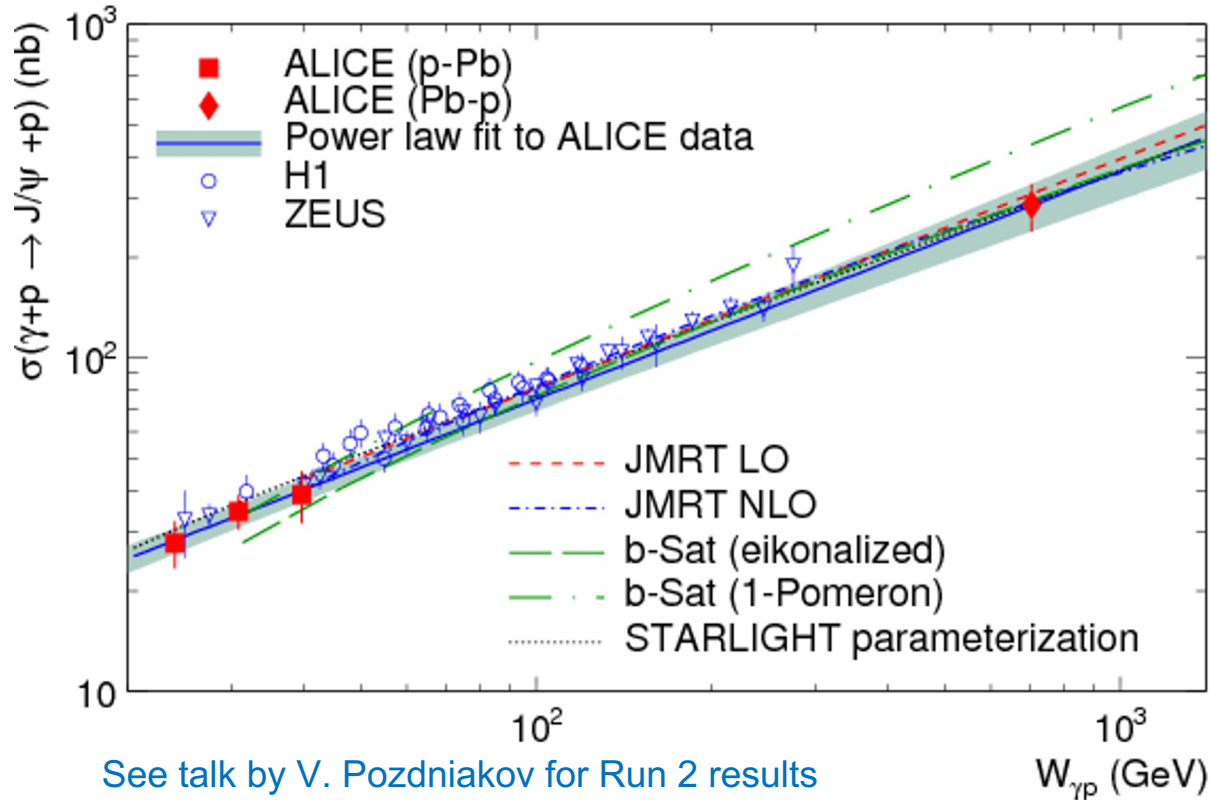 10³
σ(γ+p → J/ψ +p) (nb)
ALICE (p-Pb)
ALICE (Pb-p)
Power law fit to ALICE data
H1
ZEUS
10²
JMRT LO
JMRT NLO
b-Sat (eikonalized)
b-Sat (1-Pomeron)
STARLIGHT parameterization
10
10² 10³
See talk by V. Pozdniakov for Run 2 results
Wγp (GeV)